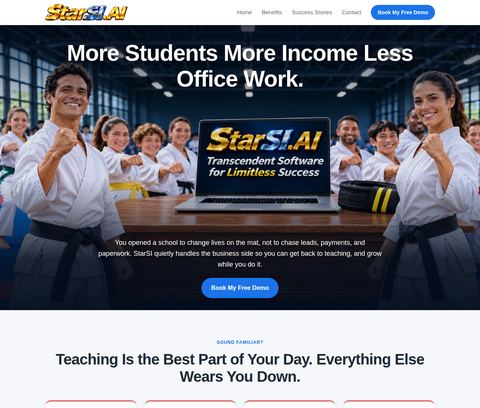 StarSI.AI
Home Benefits Success Stories Contact Book My Free Demo
More Students More Income Less
Office Work.
StarSI.AI
Transcendent Software
for Limitless Success
You opened a school to change lives on the mat, not to chase leads, payments, and
paperwork. StarSI quietly handles the business side so you can get back to teaching, and grow
while you do it.
Book My Free Demo
SOUND FAMILIAR?
Teaching Is the Best Part of Your Day. Everything Else
Wears You Down.